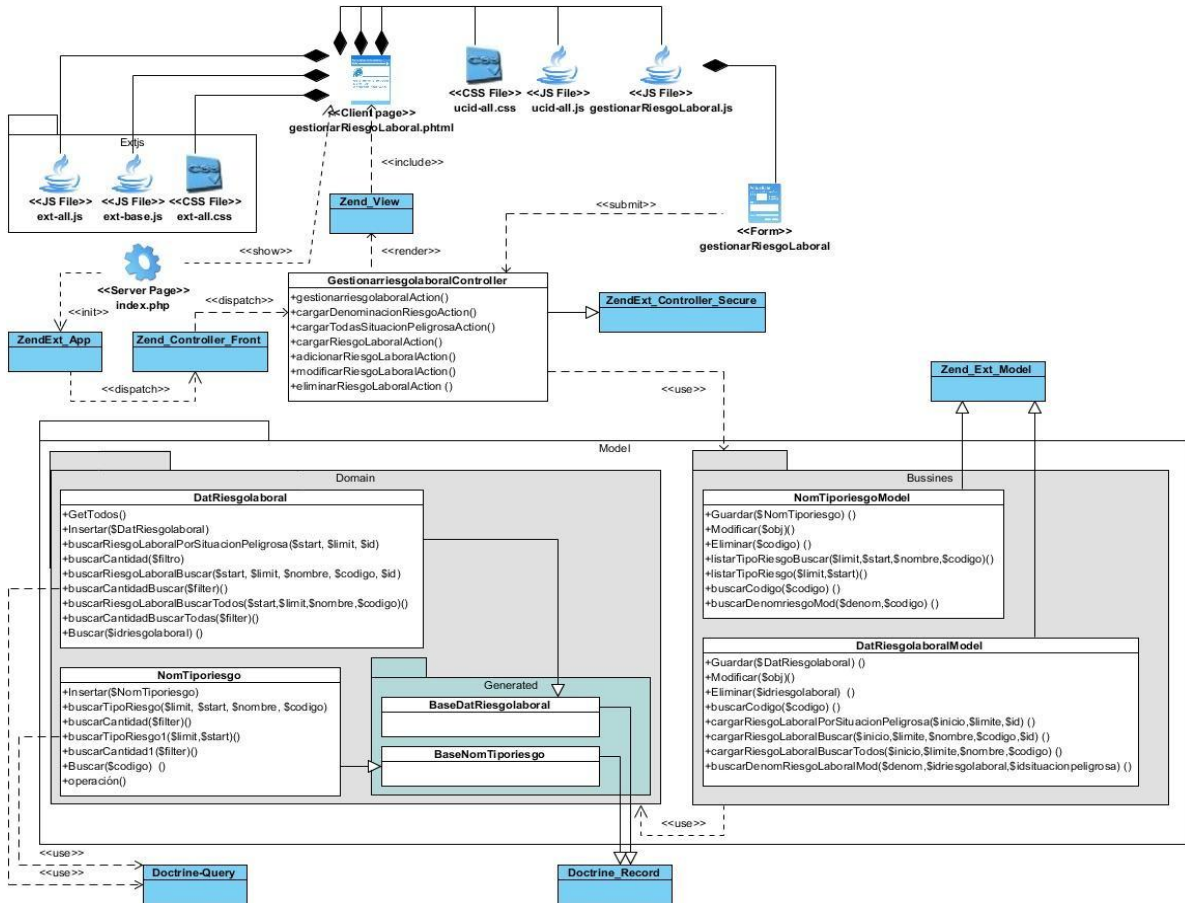 <<CSS File>>
ucid-all.css
<<JS File>>
ucid-all.js
<<JS File>>
gestionarRiesgoLaboral.js
<<Client page>>
gestionarRiesgoLaboral.phtml
Extjs
<<JS File>>
ext-all.js
<<JS File>>
ext-base.js
<<CSS File>>
ext-all.css
<<include>>
Zend_View
<<submit>>
<<Form>>
gestionarRiesgoLaboral
<<show>>
<<render>>
<<Server Page>>
index.php
<<init>>
<<dispatch>>
GestionarriesgolaboralController
+gestionarriesgolaboralAction()
+cargarDenominacionRiesgoAction()
+cargarTodasSituacionPeligrosaAction()
+cargarRiesgoLaboralAction()
+adicionarRiesgoLaboralAction()
+modificarRiesgoLaboralAction()
+eliminarRiesgoLaboralAction ()
ZendExt_Controller_Secure
ZendExt_App
Zend_Controller_Front
<<dispatch>>
<<use>>
Zend_Ext_Model
Model
Domain
DatRiesgolaboral
+GetTodos()
+Insertar($DatRiesgolaboral)
+buscarRiesgoLaboralPorSituacionPeligrosa($start, $limit, $id)
+buscarCantidad($filtro)
+buscarRiesgoLaboralBuscar($start, $limit, $nombre, $codigo, $id)
+buscarCantidadBuscar($filter)()
+buscarRiesgoLaboralBuscarTodos($start,$limit,$nombre,$codigo)()
+buscarCantidadBuscarTodas($filter)()
+Buscar($idriesgolaboral) ()
NomTiporiesgo
+Insertar($NomTiporiesgo)
+buscarTipoRiesgo($limit, $start, $nombre, $codigo)
+buscarCantidad($filter)()
+buscarTipoRiesgo1($limit,$start)()
+buscarCantidad1($filter)()
+Buscar($codigo) ()
+operación()
Generated
BaseDatRiesgolaboral
BaseNomTiporiesgo
Bussines
NomTiporiesgoModel
+Guardar($NomTiporiesgo) ()
+Modificar($obj)()
+Eliminar($codigo) ()
+listarTipoRiesgoBuscar($limit,$start,$nombre,$codigo)()
+listarTipoRiesgo($limit,$start)()
+buscarCodigo($codigo) ()
+buscarDenomriesgoMod($denom,$codigo) ()
DatRiesgolaboralModel
+Guardar($DatRiesgolaboral) ()
+Modificar($obj)()
+Eliminar($idriesgolaboral) ()
+buscarCodigo($codigo) ()
+cargarRiesgoLaboralPorSituacionPeligrosa($inicio,$limite,$id) ()
+cargarRiesgoLaboralBuscar($inicio,$limite,$nombre,$codigo,$id) ()
+cargarRiesgoLaboralBuscarTodos($inicio,$limite,$nombre,$codigo) ()
+buscarDenomRiesgoLaboralMod($denom,$idriesgolaboral,$idsituacionpeligrosa) ()
<<use>>
<<use>>
<<use>>
Doctrine-Query
Doctrine_Record